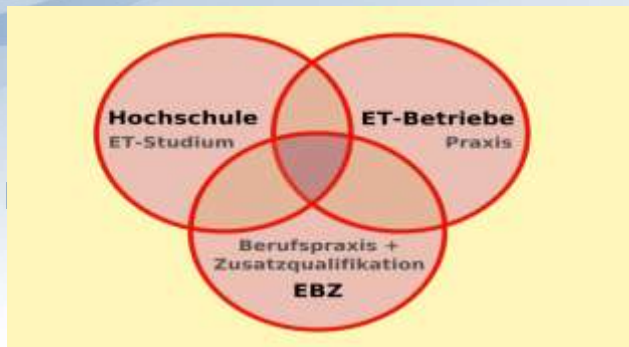 Hochschule
ET-Studium
ET-Betriebe
Praxis
Berufspraxis +
Zusatzqualifikation
EBZ